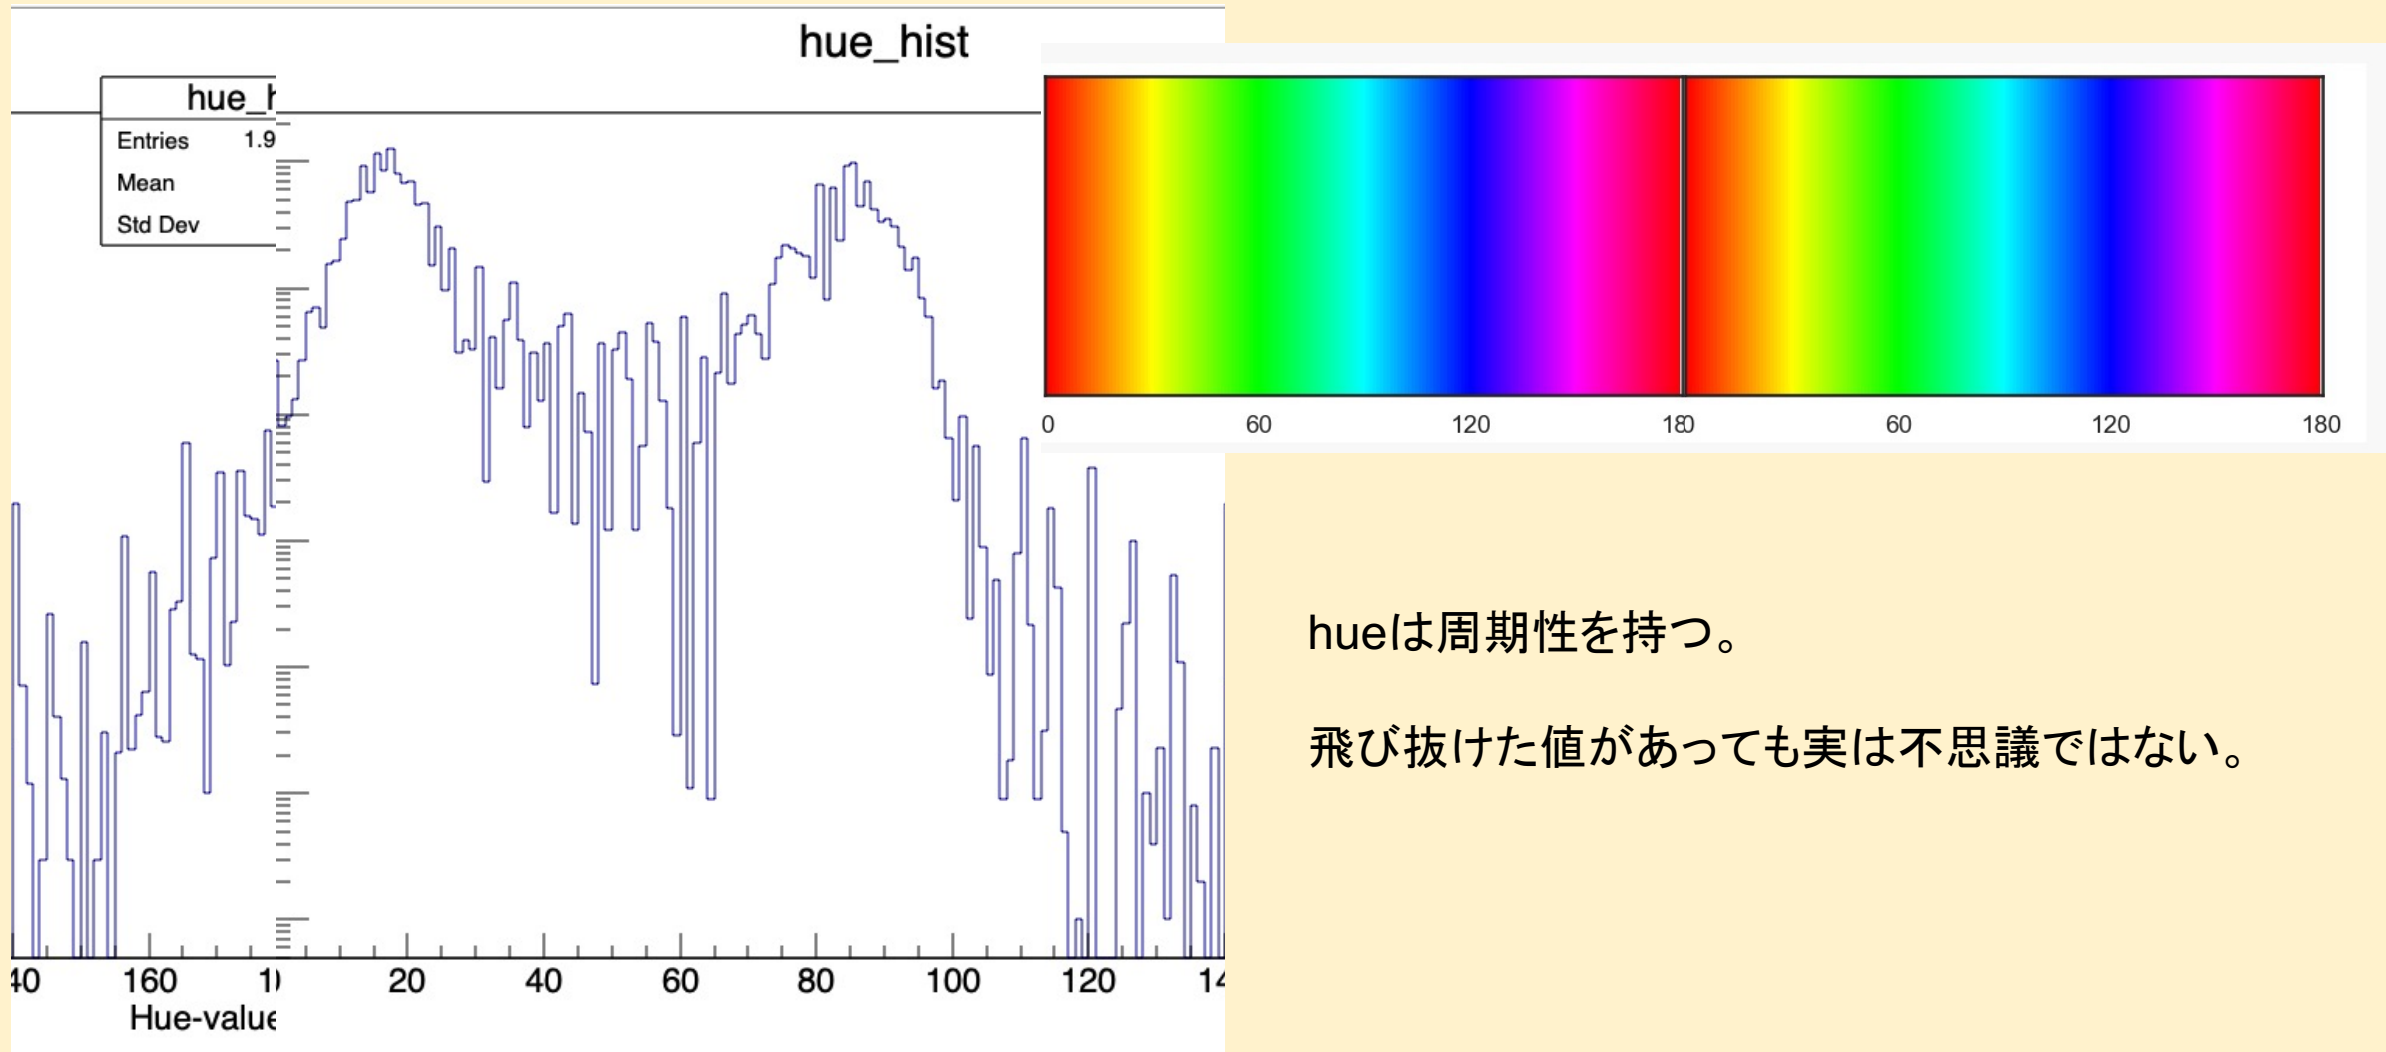 hue_hist
hue_h
Entries 1.9
Mean
Std Dev
0 60 120 180 60 120 180
hueは周期性を持つ。
飛び抜けた値があっても実は不思議ではない。
40 160 20 40 60 80 100 120 14
Hue-value